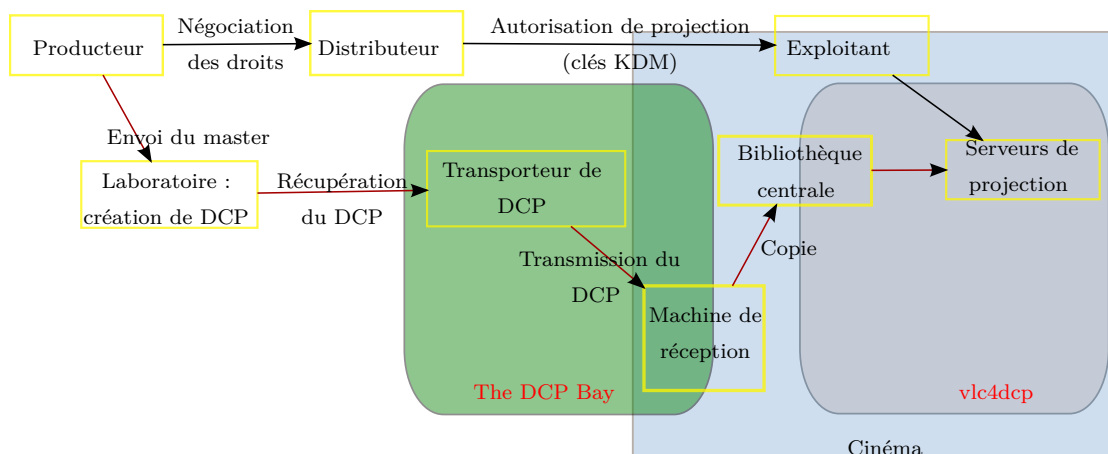 Négociation
des droits
Autorisation de projection
(clés KDM)
Producteur
Distributeur
Exploitant
Envoi du master
Laboratoire :
création de DCP
Récupération
du DCP
Transporteur de
DCP
Bibliothèque
centrale
Serveurs de
projection
Transmission du
DCP
Copie
Machine de
réception
The DCP Bay
vlc4dcp
Cinéma